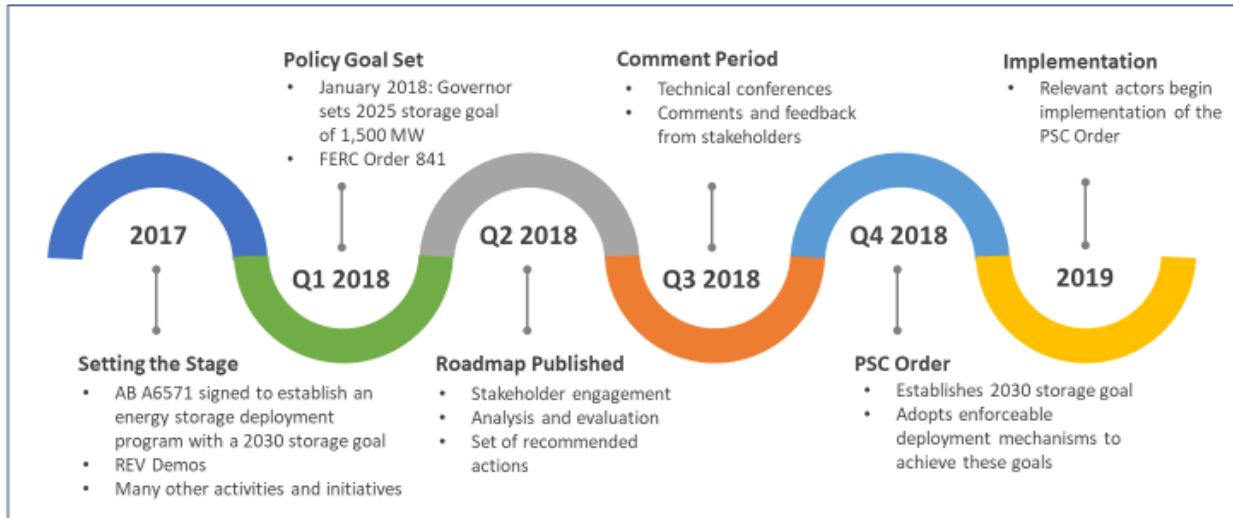 Policy Goal Set
• January 2018: Governor
sets 2025 storage goal
of 1,500 MW
• FERC Order 841
Comment Period
• Technical conferences
• Comments and feedback
from stakeholders
Implementation
• Relevant actors begin
implementation of the
PSC Order
2017
Q1 2018
Q2 2018
Q3 2018
Q4 2018
2019
Setting the Stage
• AB A6571 signed to establish an
energy storage deployment
program with a 2030 storage goal
• REV Demos
• Many other activities and initiatives
Roadmap Published
• Stakeholder engagement
• Analysis and evaluation
• Set of recommended
actions
PSC Order
• Establishes 2030 storage goal
• Adopts enforceable
deployment mechanisms to
achieve these goals